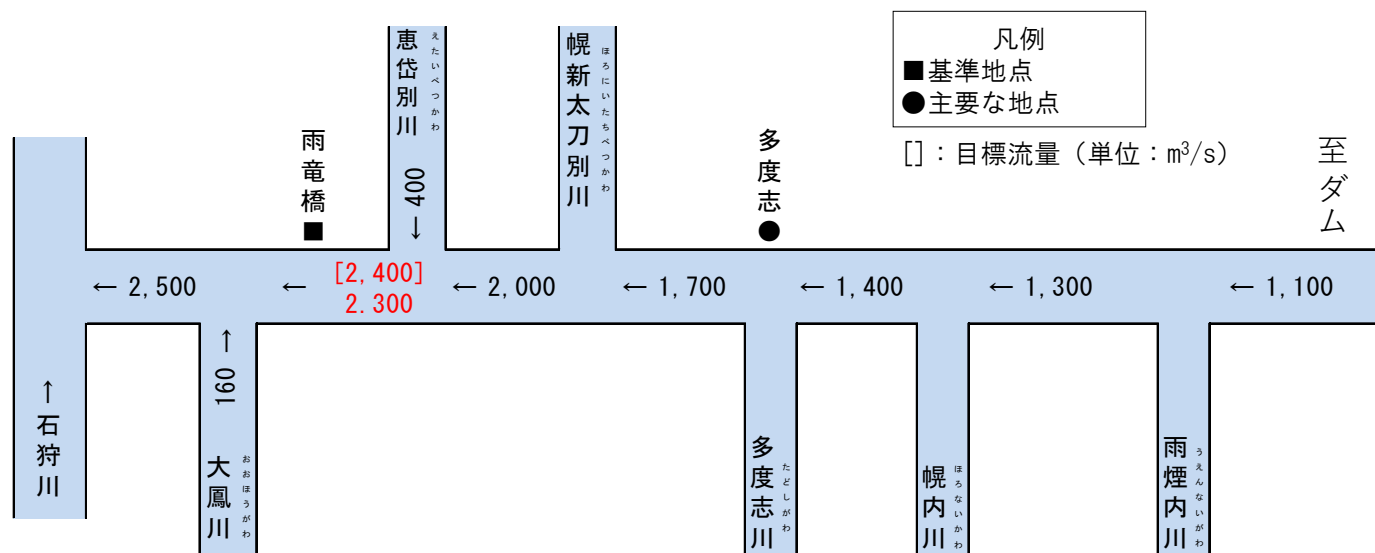 凡例
■基準地点
●主要な地点
[]：目標流量（単位：m³/s）
至ダム
恵岱別川
えたいべつかわ
← 400
幌新太刀別川
ほろにいたちべつかわ
雨竜橋
■
多度志
●
← 2,500
←
[2,400]
2.300
← 2,000
← 1,700
← 1,400
← 1,300
← 1,100
160 →
→石狩川
大鳳川
おおほうがわ
多度志川
たどしがわ
幌内川
ほろないかわ
雨煙内川
うえんないがわ